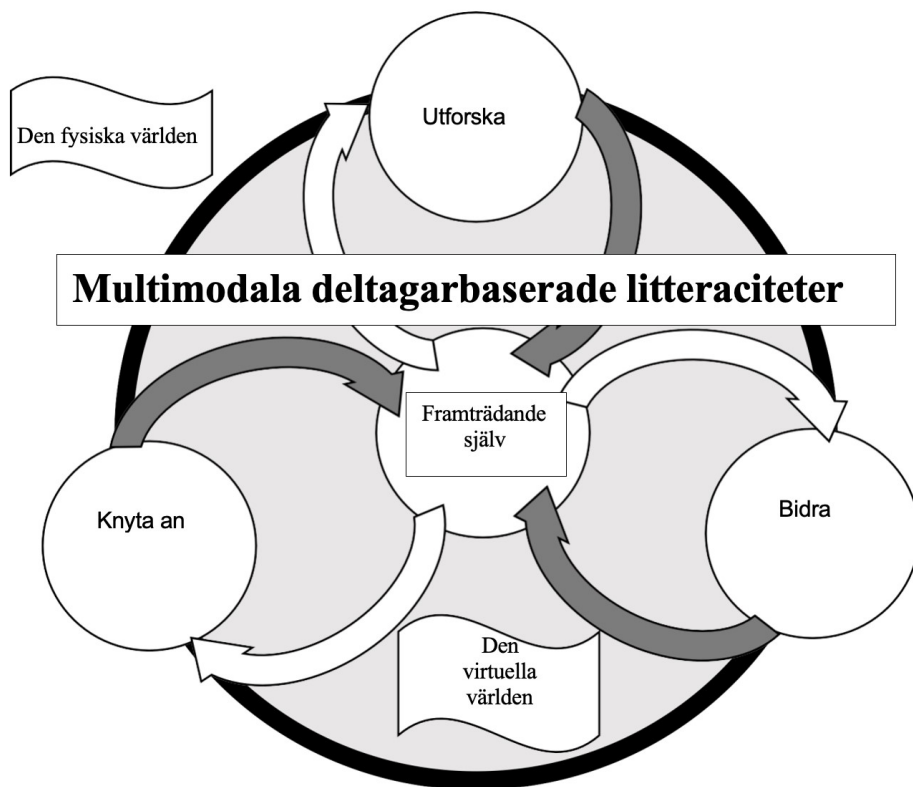 Utforska
Den fysiska världen
Multimodala deltagarbaserade litteraciteter
Framträdande
själv
Knyta an
Bidra
Den
virtuella
världen